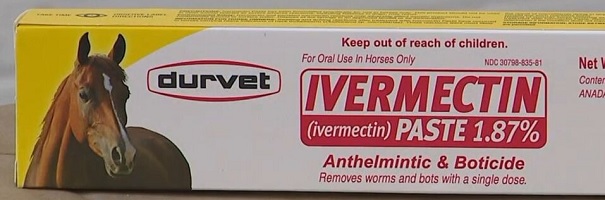 Keep out of reach of children.
For Oral Use In Horses Only
NDC 30798-835-81
durvet
IVERMECTIN
(ivermectin) PASTE 1.87%
Anthelmintic & Boticide
Removes worms and bots with a single dose.
Net
ANADA